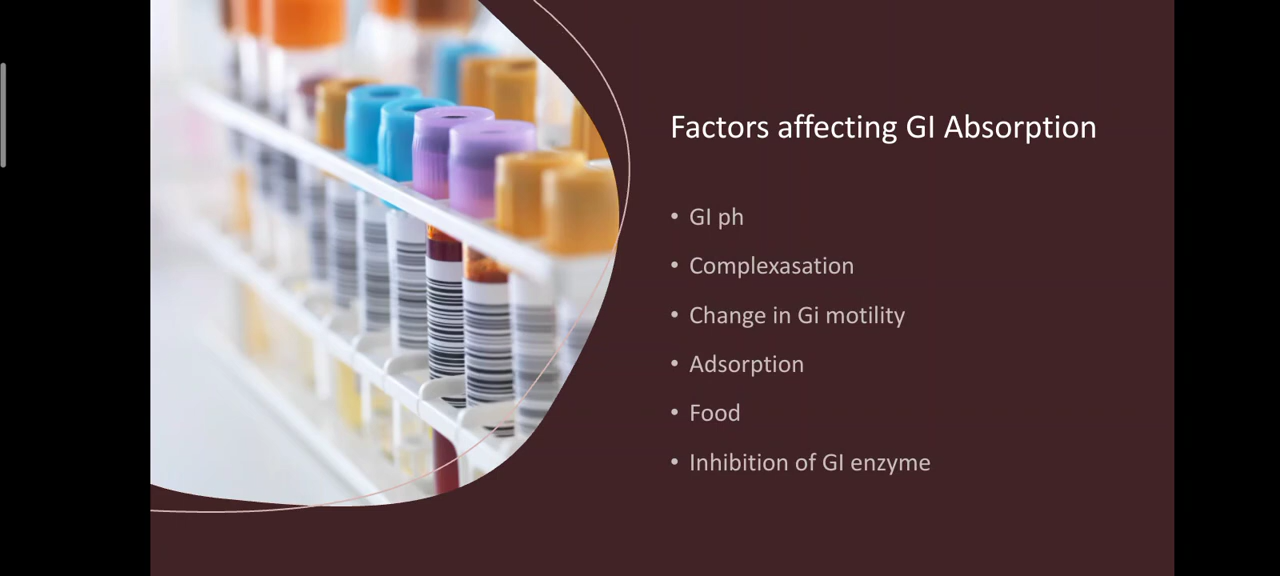 Factors affecting GI Absorption
• GI ph
• Complexasation
• Change in Gi motility
• Adsorption
• Food
• Inhibition of GI enzyme